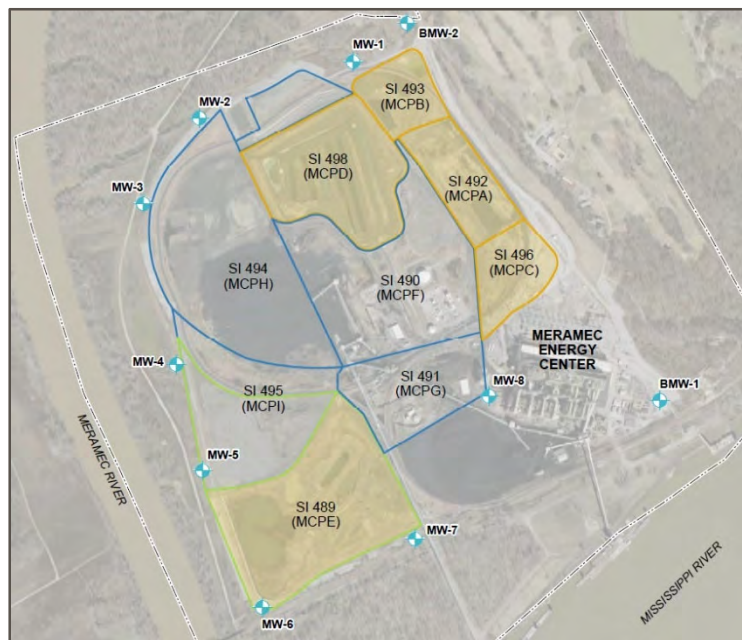 BMW-2
MW-1
SI 493
(MCPB)
MW-2
SI 498
(MCPD)
SI 492
(MCPA)
MW-3
SI 496
(MCPC)
SI 494
(MCPH)
SI 490
(MCPF)
MERAMEC
ENERGY
CENTER
MW-4
SI 491
(MCPG)
SI 495
(MCPI)
MW-8
BMW-1
MERAMEC RIVER
MW-5
SI 489
(MCPE)
MW-7
MISSISSIPPI RIVER
MW-6